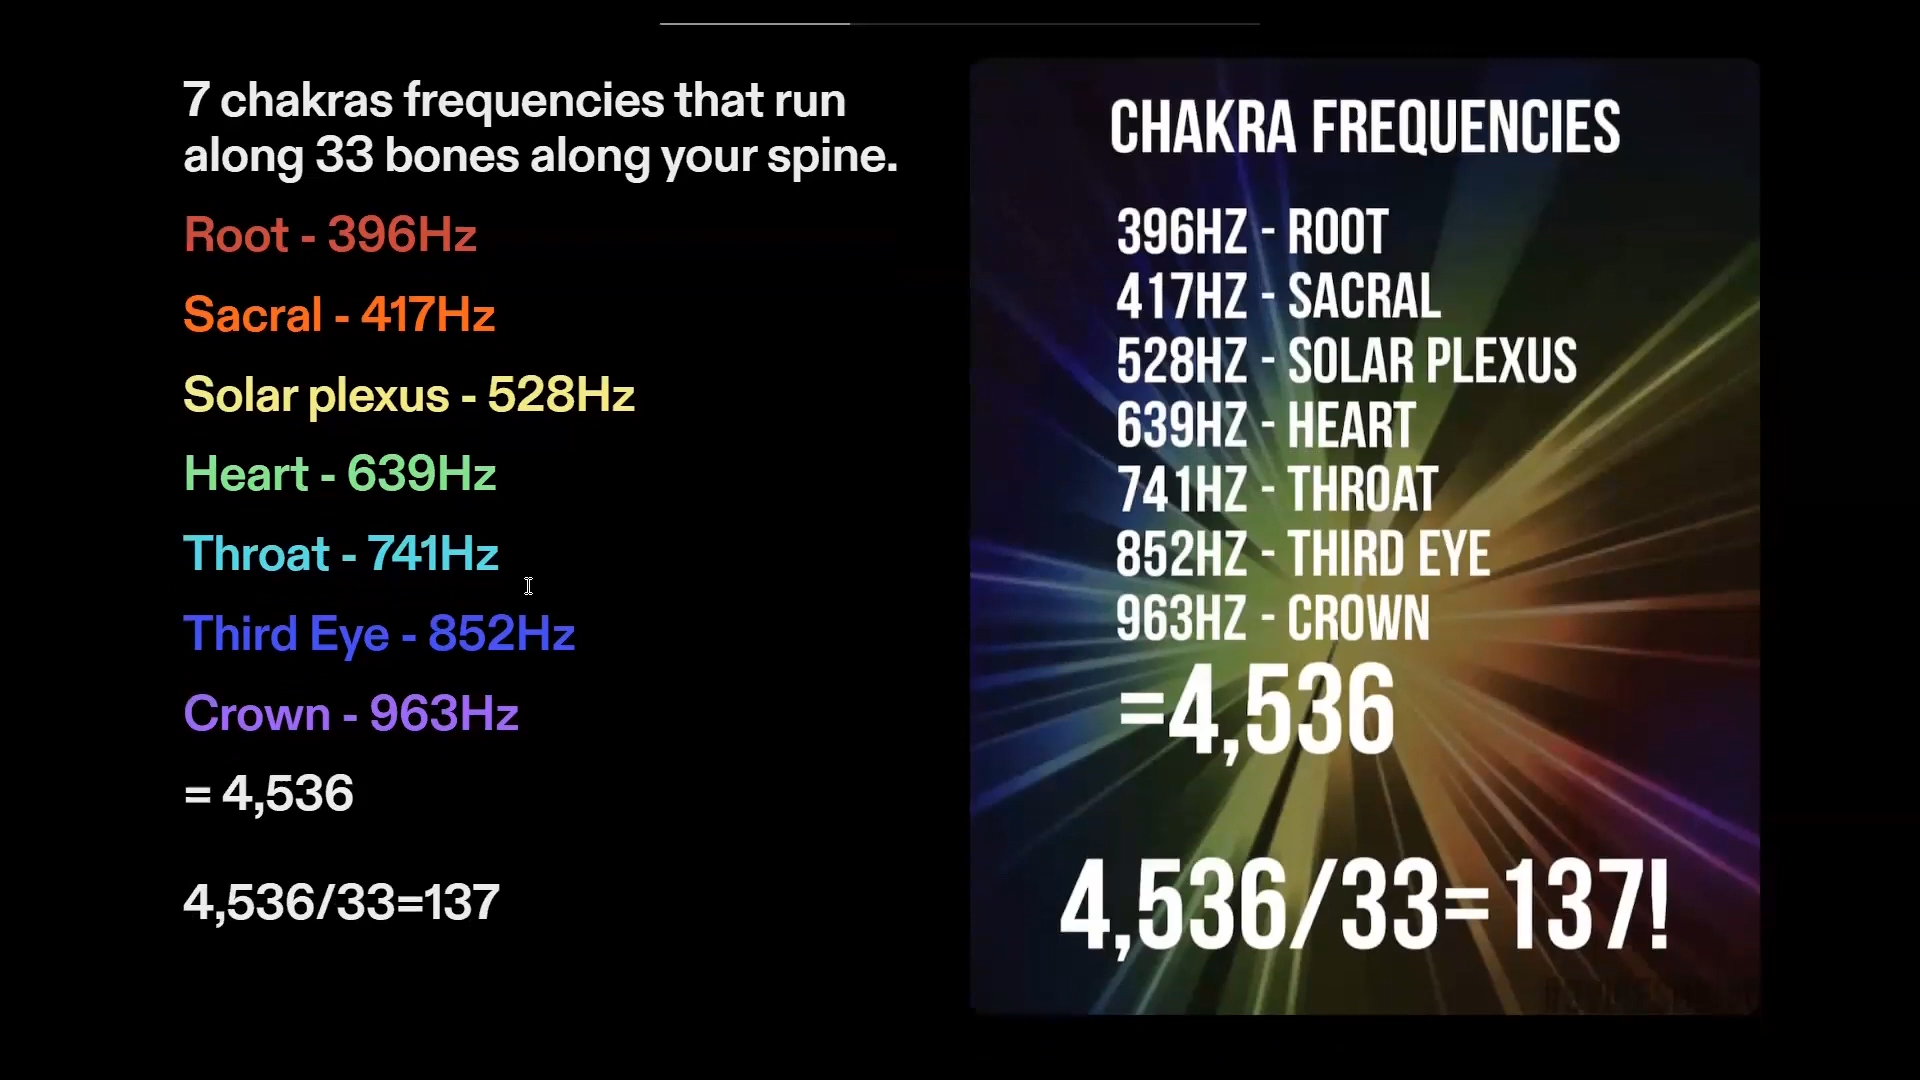 7 chakras frequencies that run
along 33 bones along your spine.
Root - 396Hz
Sacral - 417Hz
Solar plexus - 528Hz
Heart - 639Hz
Throat - 741Hz
Third Eye - 852Hz
Crown - 963Hz
= 4,536
4,536/33=137
CHAKRA FREQUENCIES
396HZ - ROOT
417HZ - SACRAL
528HZ - SOLAR PLEXUS
639HZ - HEART
741HZ - THROAT
852HZ - THIRD EYE
963HZ - CROWN
=4,536
4,536/33=137!